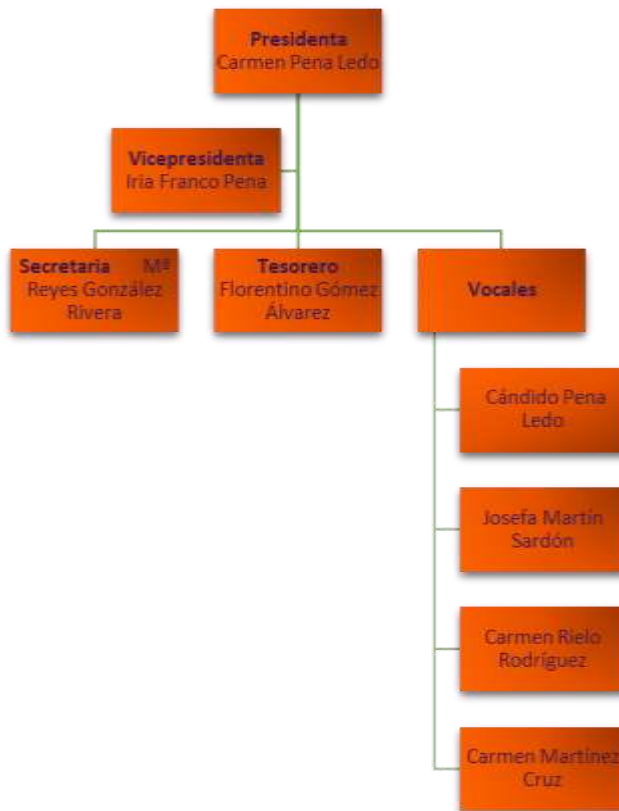 Presidenta
Carmen Pena Ledo
Vicepresidenta
Iria Franco Pena
Secretaria Mª
Reyes González
Rivera
Tesorero
Florentino Gómez
Álvarez
Vocales
Cándido Pena
Ledo
Josefa Martín
Sardón
Carmen Rielo
Rodríguez
Carmen Martínez
Cruz